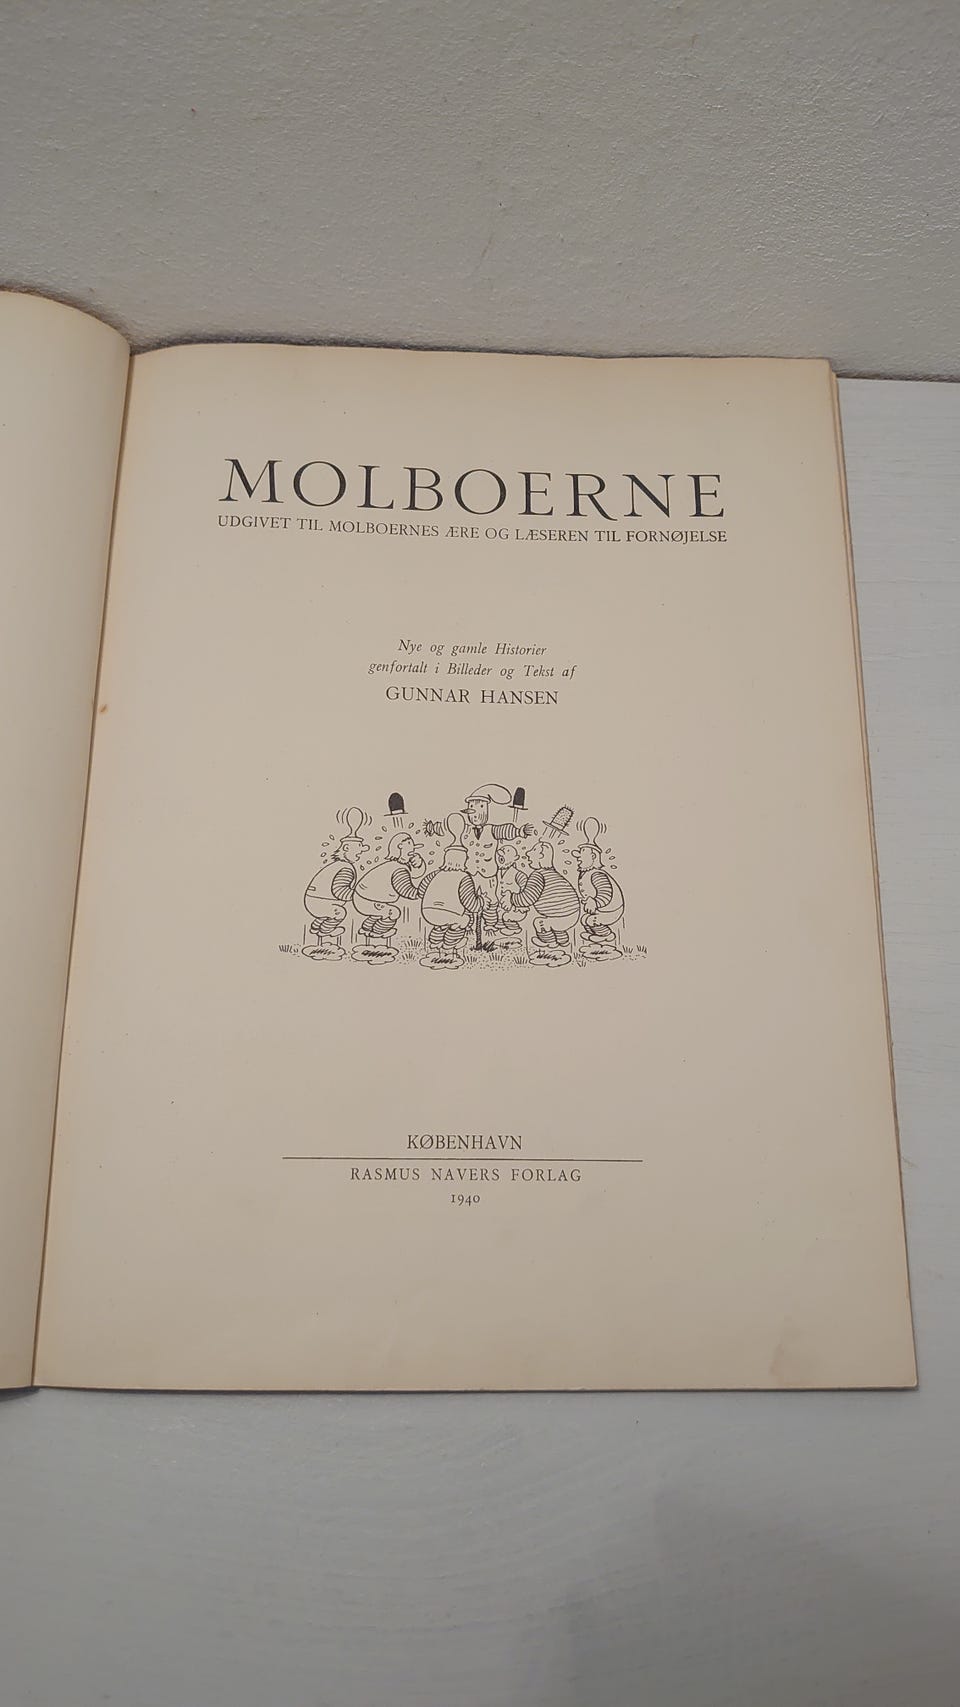 MOLBOERNE
UDGIVET TIL MOLBOERNES ÆRE OG LÆSEREN TIL FORNØJELSE
Nye og gamle Historier
genfortalt i Billeder og Tekst af
GUNNAR HANSEN
KØBENHAVN
RASMUS NAVERS FORLAG
1940